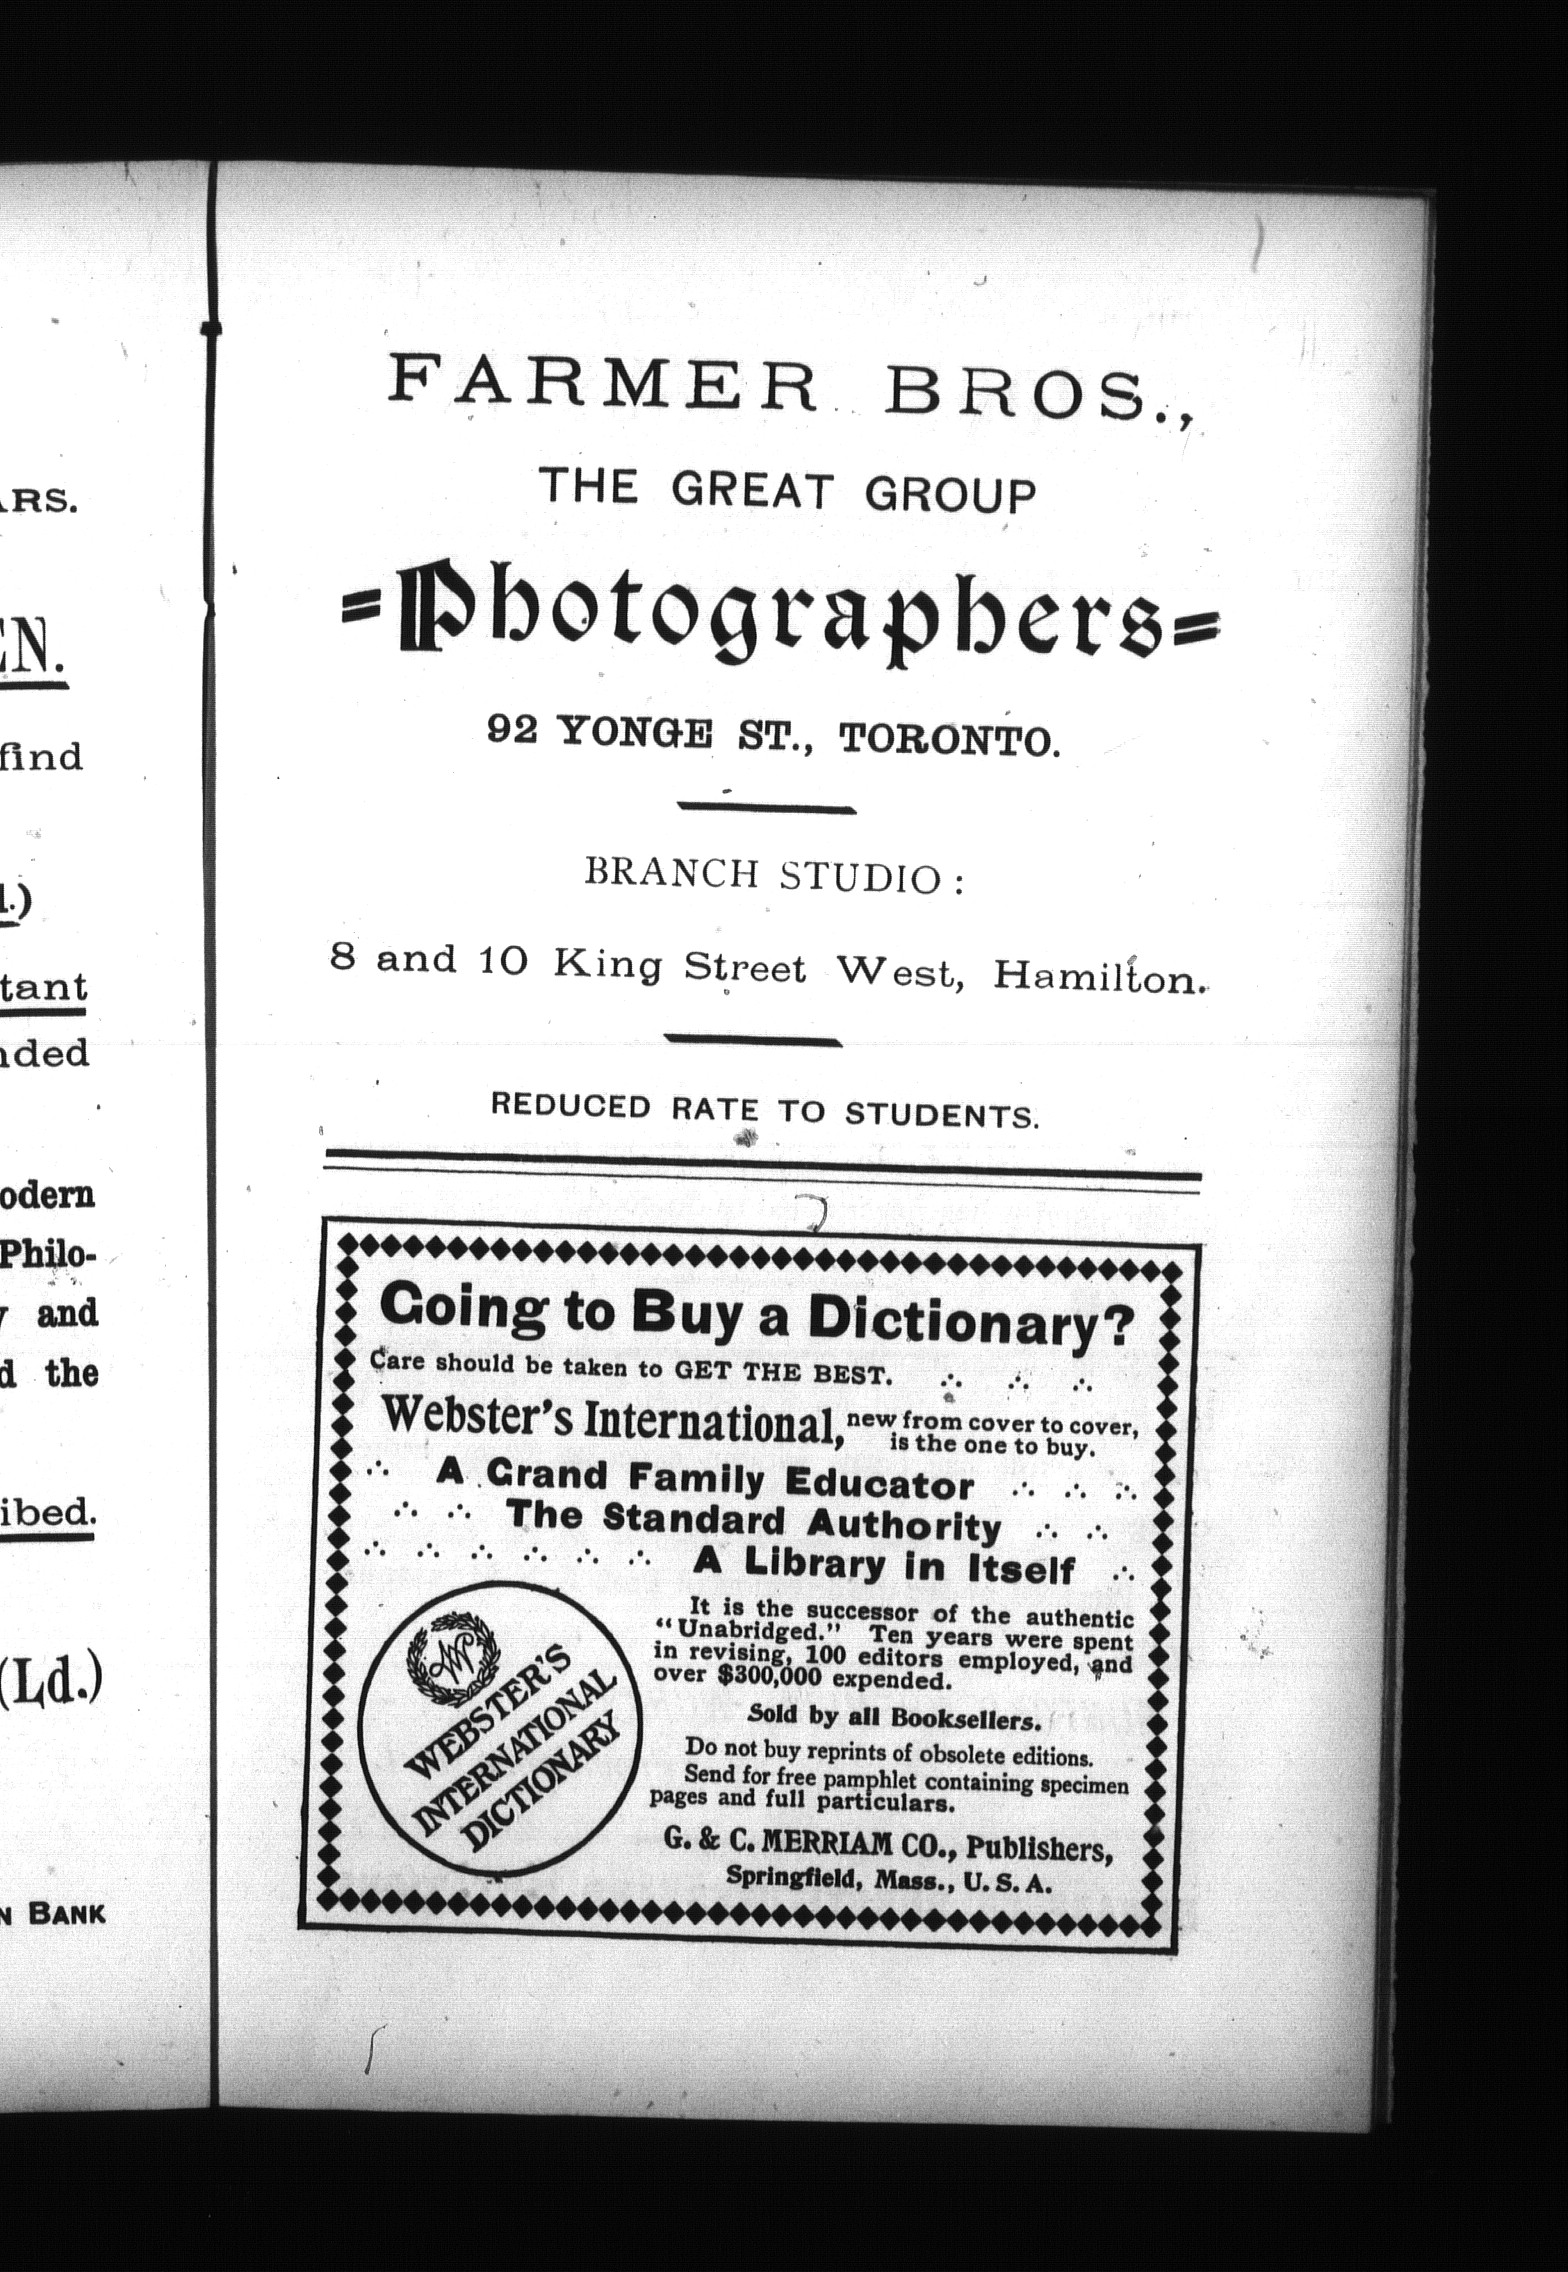 RS.
EN.
find
.)
tant
ded
odern
Philo-
and
the
ibed.
(Ld.)
BANK
FARMER BROS.,
THE GREAT GROUP
=Photographers=
92 YONGE ST., TORONTO.
BRANCH STUDIO:
8 and 10 King Street West, Hamilton.
REDUCED RATE TO STUDENTS.
Going to Buy a Dictionary?
Care should be taken to GET THE BEST. ∴ ∴ ∴
Webster's International, new from cover to cover,
is the one to buy.
∴ A Grand Family Educator ∴ ∴ ∴
∴ ∴ The Standard Authority ∴ ∴
∴ ∴ ∴ ∴ ∴ ∴ A Library in Itself ∴
WEBSTER'S
INTERNATIONAL
DICTIONARY
It is the successor of the authentic
"Unabridged." Ten years were spent
in revising, 100 editors employed, and
over $300,000 expended.
Sold by all Booksellers.
Do not buy reprints of obsolete editions.
Send for free pamphlet containing specimen
pages and full particulars.
G. & C. MERRIAM CO., Publishers,
Springfield, Mass., U. S. A.